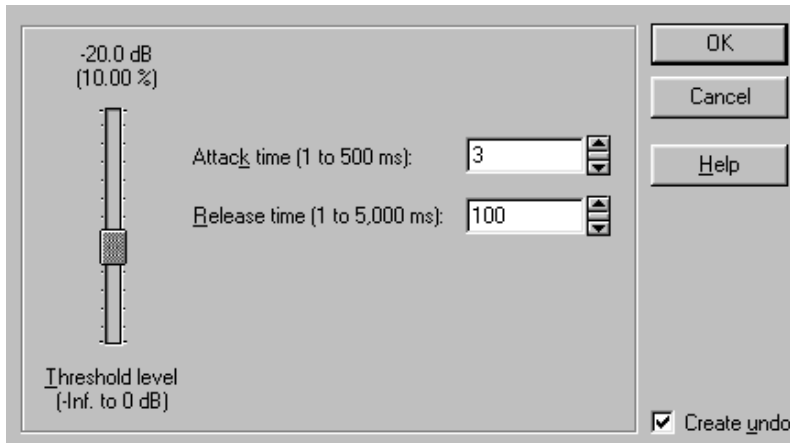 -20.0 dB
(10.00 %)
Attack time (1 to 500 ms): 3
Release time (1 to 5,000 ms): 100
Threshold level
(-Inf. to 0 dB)
OK
Cancel
Help
Create undo